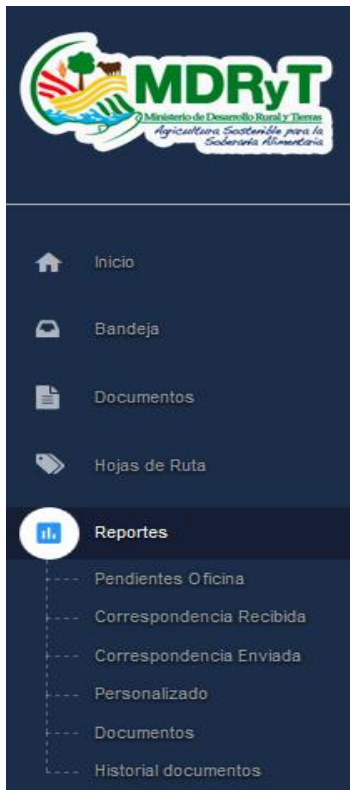 MDRyT
Ministerio de Desarrollo Rural y Tierras
Agricultura Sostenible para la
Soberanía Alimentaria
Inicio
Bandeja
Documentos
Hojas de Ruta
Reportes
Pendientes Oficina
Correspondencia Recibida
Correspondencia Enviada
Personalizado
Documentos
Historial documentos